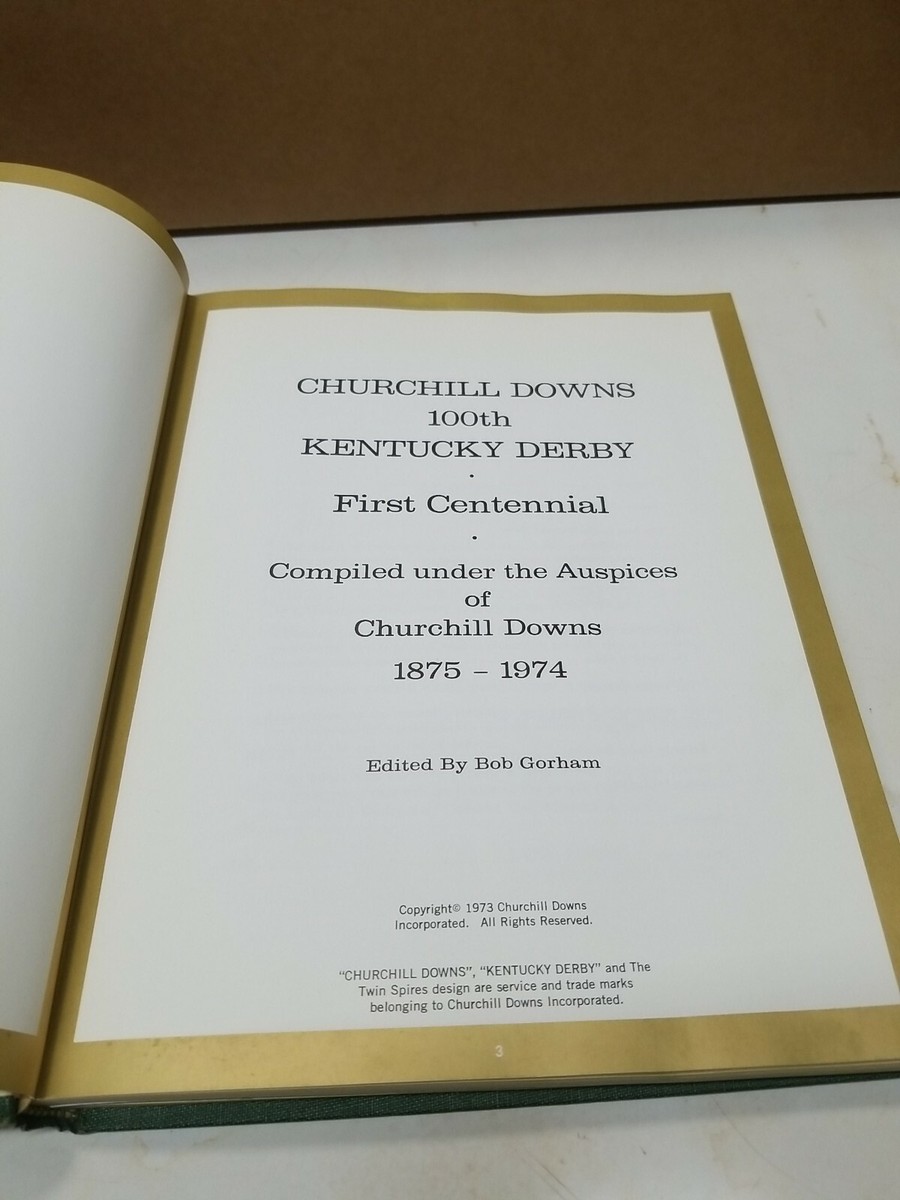 CHURCHILL DOWNS
100th
KENTUCKY DERBY
·
First Centennial
·
Compiled under the Auspices
of
Churchill Downs
1875 – 1974
Edited By Bob Gorham
Copyright© 1973 Churchill Downs
Incorporated. All Rights Reserved.
“CHURCHILL DOWNS”, “KENTUCKY DERBY” and The
Twin Spires design are service and trade marks
belonging to Churchill Downs Incorporated.
3